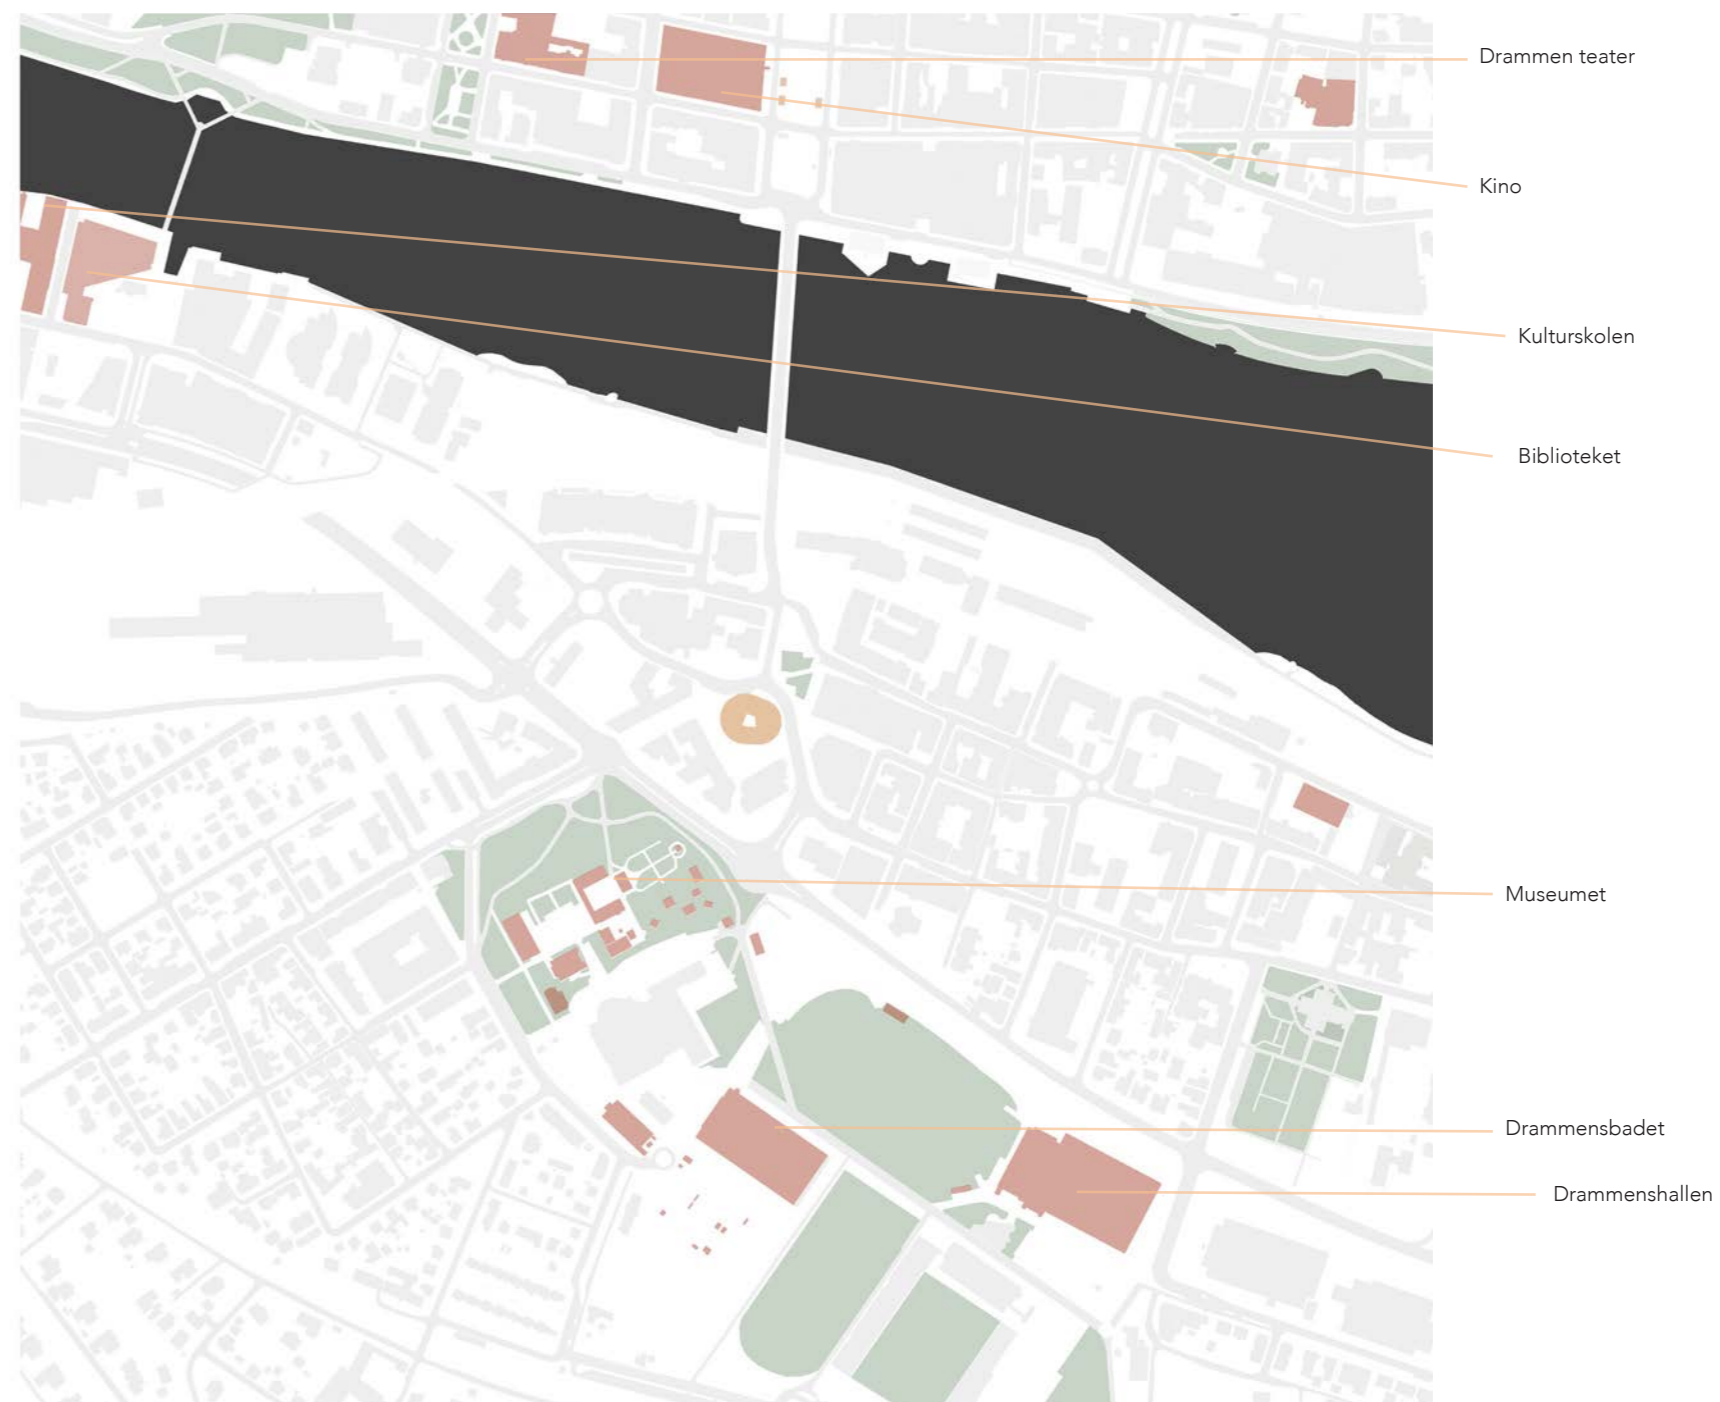 Drammen teater
Kino
Kulturskolen
Biblioteket
Museumet
Drammensbadet
Drammenshallen